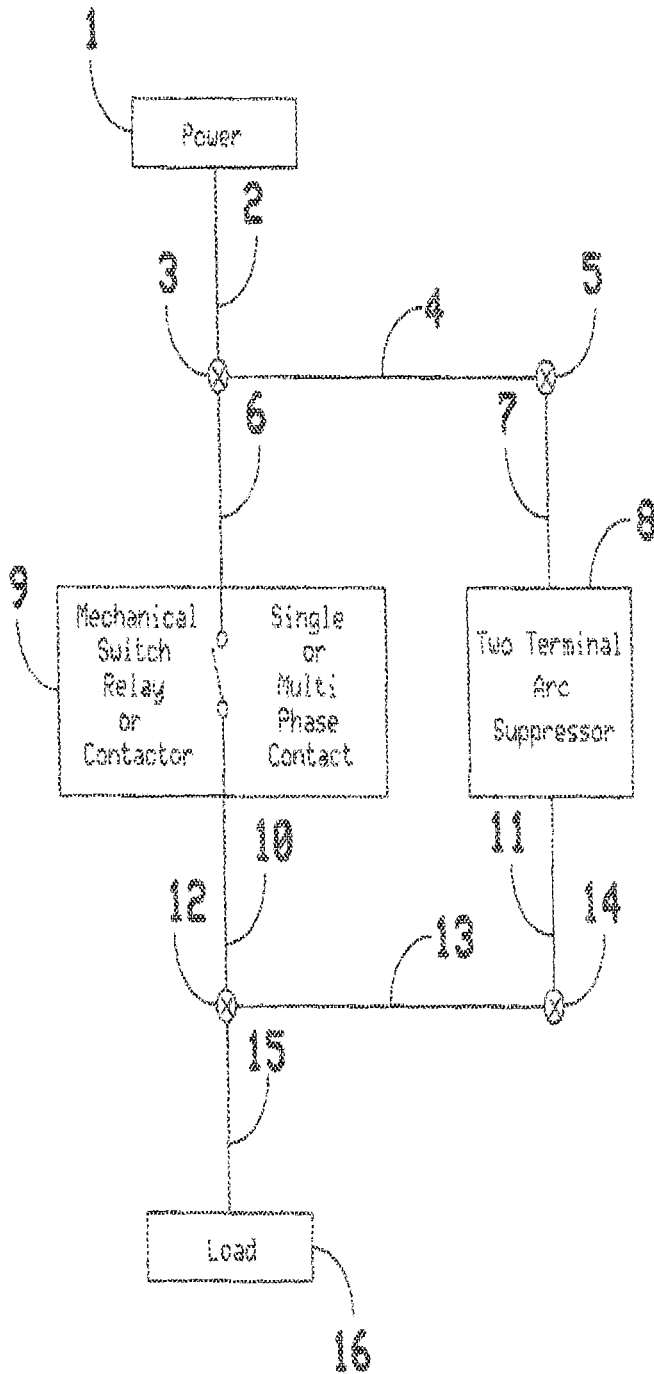 1
Power
2
3
4
5
6
7
8
9
Mechanical
Switch
Relay
or
Contactor
Single
or
Multi
Phase
Contact
Two Terminal
Arc
Suppressor
10
11
12
13
14
15
Load
16